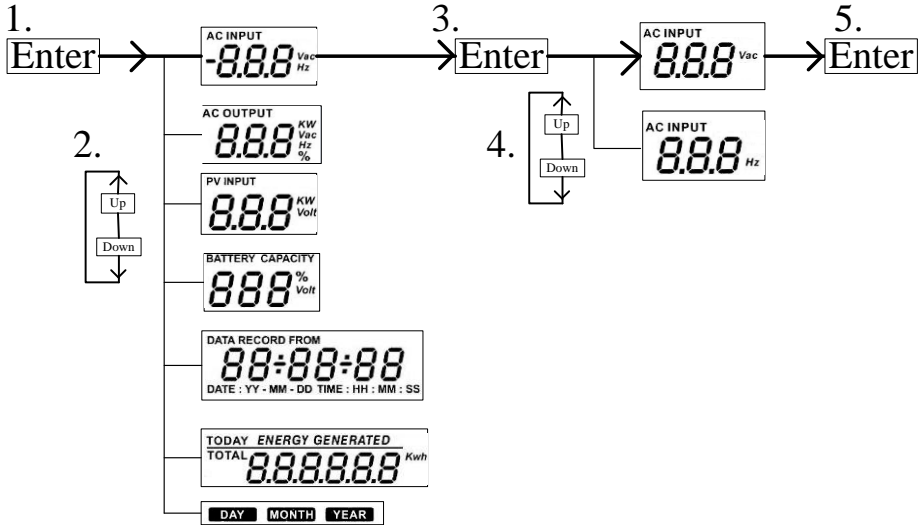 1.
Enter
AC INPUT
-8.8.8 Vac
Hz
AC OUTPUT
8.8.8 KW
Vac
Hz
%
2.
Up
Down
PV INPUT
8.8.8 KW
Volt
BATTERY CAPACITY
888 %
Volt
DATA RECORD FROM
88:88:88
DATE : YY - MM - DD TIME : HH : MM : SS
TODAY ENERGY GENERATED
TOTAL 8.8.8.8.8.8 Kwh
DAY MONTH YEAR
3.
Enter
4.
Up
Down
AC INPUT
8.8.8 Vac
AC INPUT
8.8.8 Hz
5.
Enter